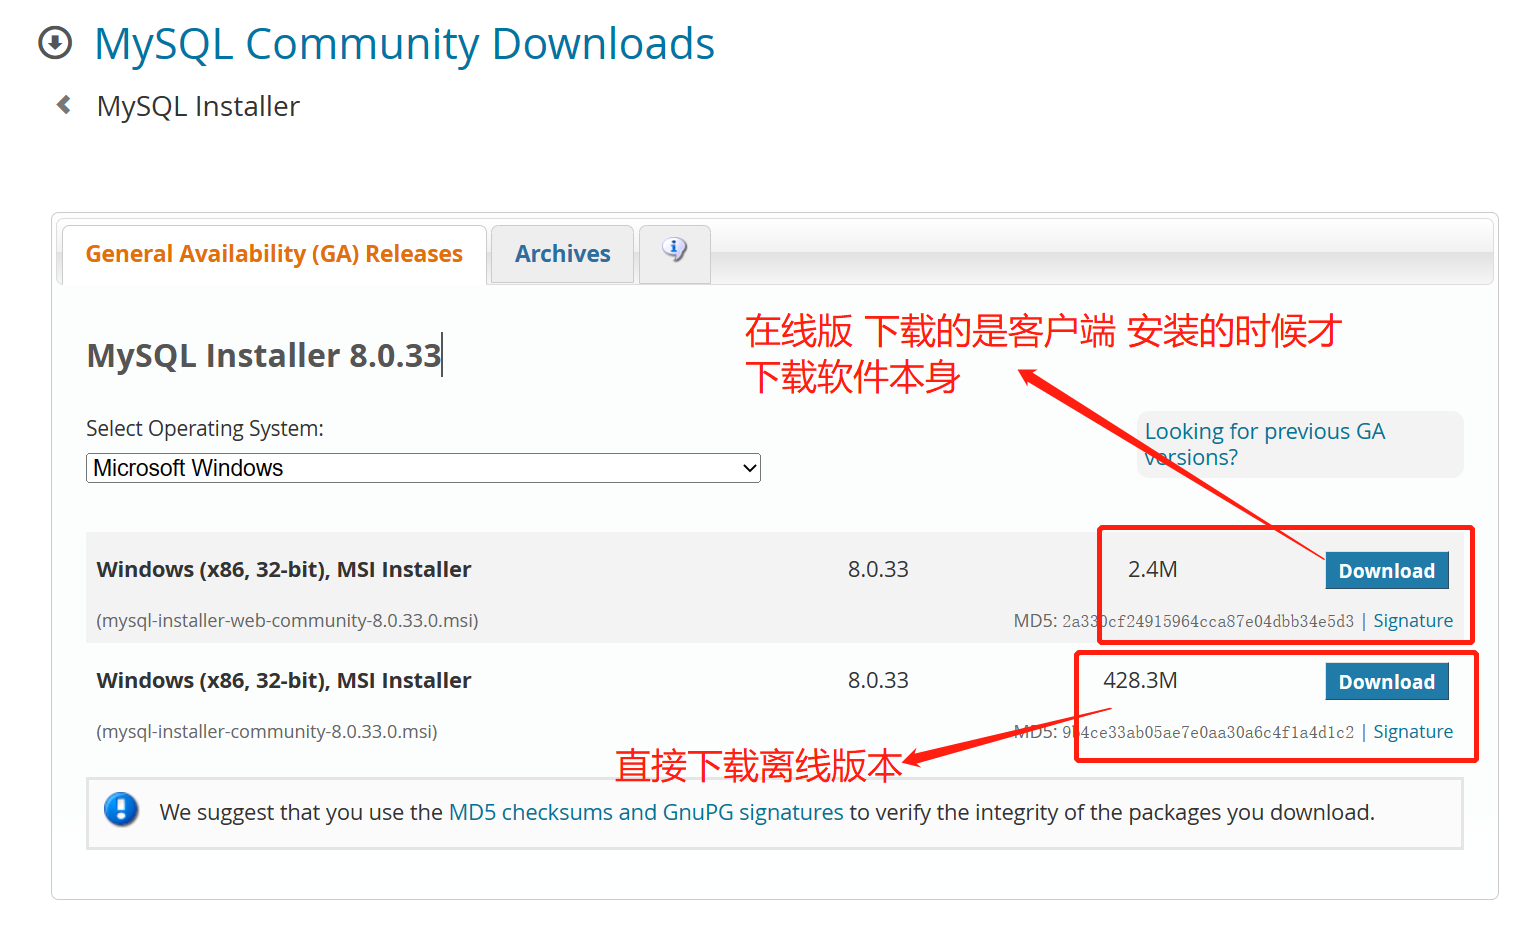 MySQL Community Downloads
MySQL Installer
General Availability (GA) Releases
Archives
MySQL Installer 8.0.33
在线版 下载的是客户端 安装的时候才
下载软件本身
Select Operating System:
Looking for previous GA
versions?
Microsoft Windows
Windows (x86, 32-bit), MSI Installer 8.0.33 2.4M Download
(mysql-installer-web-community-8.0.33.0.msi) MD5: 2a330cf24915964cca87e04dbb34e5d3 | Signature
Windows (x86, 32-bit), MSI Installer 8.0.33 428.3M Download
(mysql-installer-community-8.0.33.0.msi) MD5: 9b4ce33ab05ae7e0aa30a6c4f1a4d1c2 | Signature
直接下载离线版本
We suggest that you use the MD5 checksums and GnuPG signatures to verify the integrity of the packages you download.